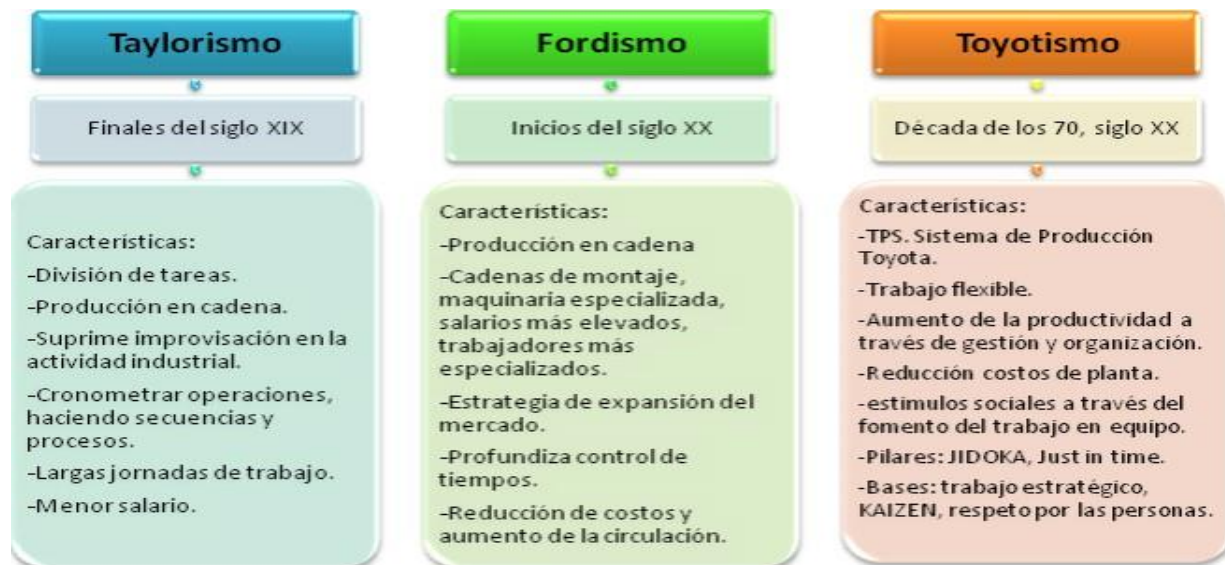 Taylorismo
Finales del siglo XIX
Características:
-División de tareas.
-Producción en cadena.
-Suprime improvisación en la
actividad industrial.
-Cronometrar operaciones,
haciendo secuencias y
procesos.
-Largas jornadas de trabajo.
-Menor salario.
Fordismo
Inicios del siglo XX
Características:
-Producción en cadena
-Cadenas de montaje,
maquinaria especializada,
salarios más elevados,
trabajadores más
especializados.
-Estrategia de expansión del
mercado.
-Profundiza control de
tiempos.
-Reducción de costos y
aumento de la circulación.
Toyotismo
Década de los 70, siglo XX
Características:
-TPS. Sistema de Producción
Toyota.
-Trabajo flexible.
-Aumento de la productividad a
través de gestión y organización.
-Reducción costos de planta.
-estímulos sociales a través del
fomento del trabajo en equipo.
-Pilares: JIDOKA, Just in time.
-Bases: trabajo estratégico,
KAIZEN, respeto por las personas.